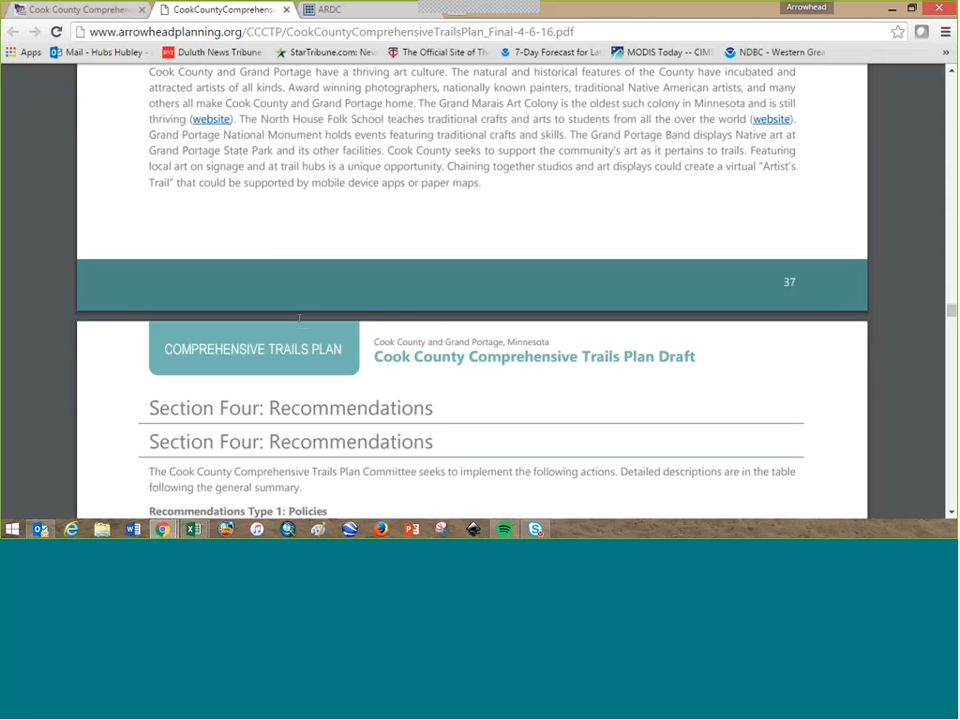 Cook County Comprehen
CookCountyComprehens
ARDC
Arrowhead
www.arrowheadplanning.org/CCCTP/CookCountyComprehensiveTrailsPlan_Final-4-6-16.pdf
Apps
Mail - Hubs Hubley -
Duluth News Tribune
StarTribune.com: New
The Official Site of Th
7-Day Forecast for Lat
MODIS Today -- CIMS
NDBC - Western Grea
»
Cook County and Grand Portage have a thriving art culture. The natural and historical features of the County have incubated and
attracted artists of all kinds. Award winning photographers, nationally known painters, traditional Native American artists, and many
others all make Cook County and Grand Portage home. The Grand Marais Art Colony is the oldest such colony in Minnesota and is still
thriving (website). The North House Folk School teaches traditional crafts and arts to students from all the over the world (website).
Grand Portage National Monument holds events featuring traditional crafts and skills. The Grand Portage Band displays Native art at
Grand Portage State Park and its other facilities. Cook County seeks to support the community's art as it pertains to trails. Featuring
local art on signage and at trail hubs is a unique opportunity. Chaining together studios and art displays could create a virtual "Artist's
Trail" that could be supported by mobile device apps or paper maps.
37
COMPREHENSIVE TRAILS PLAN
Cook County and Grand Portage, Minnesota
Cook County Comprehensive Trails Plan Draft
Section Four: Recommendations
Section Four: Recommendations
The Cook County Comprehensive Trails Plan Committee seeks to implement the following actions. Detailed descriptions are in the table
following the general summary.
Recommendations Type 1: Policies